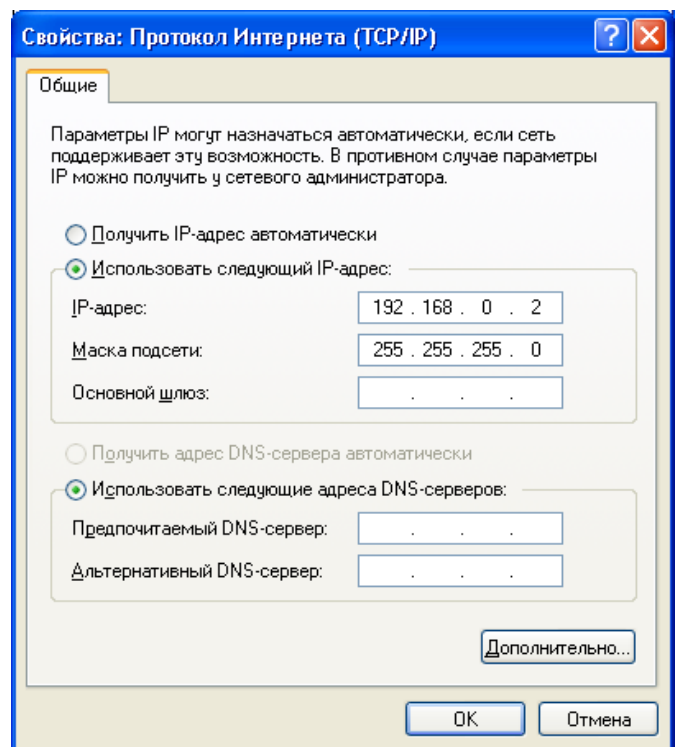 Свойства: Протокол Интернета (TCP/IP)
Общие
Параметры IP могут назначаться автоматически, если сеть
поддерживает эту возможность. В противном случае параметры
IP можно получить у сетевого администратора.
Получить IP-адрес автоматически
Использовать следующий IP-адрес:
IP-адрес: 192 . 168 . 0 . 2
Маска подсети: 255 . 255 . 255 . 0
Основной шлюз: . . .
Получить адрес DNS-сервера автоматически
Использовать следующие адреса DNS-серверов:
Предпочитаемый DNS-сервер: . . .
Альтернативный DNS-сервер: . . .
Дополнительно...
OK Отмена